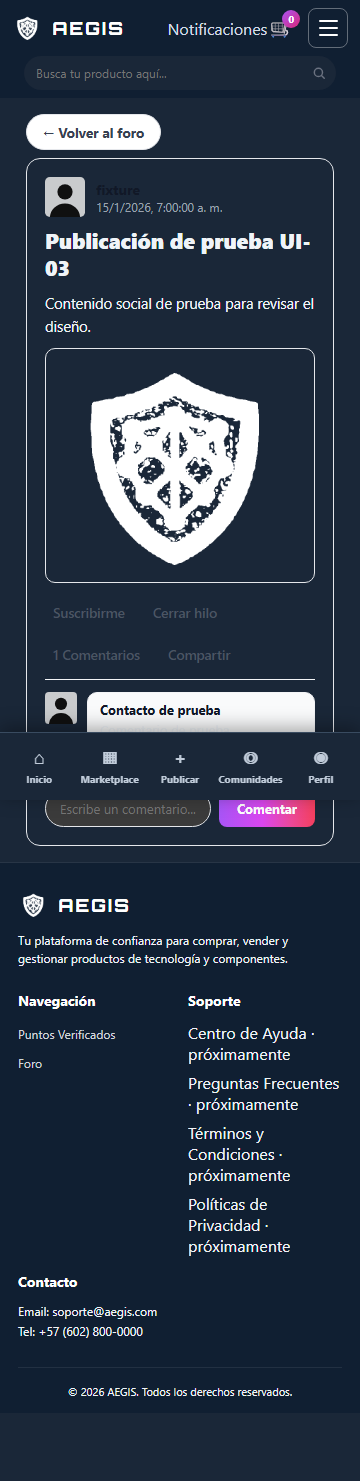 AEGIS
Notificaciones
0
Busca tu producto aquí...
← Volver al foro
fixture
15/1/2026, 7:00:00 a. m.
Publicación de prueba UI-
03
Contenido social de prueba para revisar el
diseño.
Suscribirme
Cerrar hilo
1 Comentarios
Compartir
Contacto de prueba
Inicio
Marketplace
Publicar
Comunidades
Perfil
Escribe un comentario...
Comentar
AEGIS
Tu plataforma de confianza para comprar, vender y
gestionar productos de tecnología y componentes.
Navegación
Puntos Verificados
Foro
Soporte
Centro de Ayuda ·
próximamente
Preguntas Frecuentes
· próximamente
Términos y
Condiciones ·
próximamente
Políticas de
Privacidad ·
próximamente
Contacto
Email: soporte@aegis.com
Tel: +57 (602) 800-0000
© 2026 AEGIS. Todos los derechos reservados.